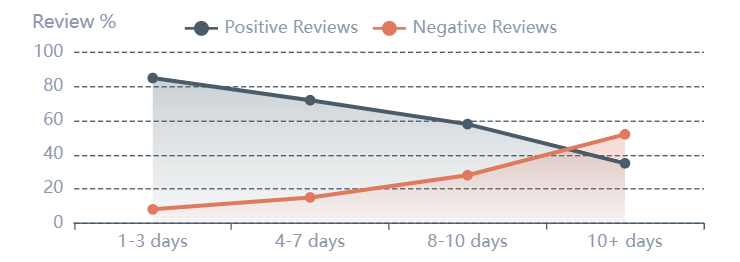 Review %
Positive Reviews
Negative Reviews
100
80
60
40
20
0
1-3 days
4-7 days
8-10 days
10+ days